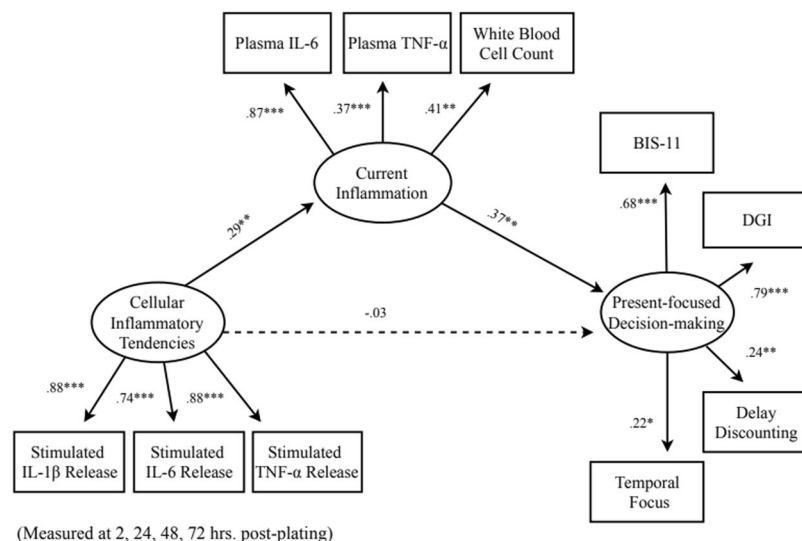 Plasma IL-6
Plasma TNF-α
White Blood
Cell Count
.87***
.37***
.41**
Current
Inflammation
BIS-11
.68***
DGI
.29**
.37**
.79***
Cellular
Inflammatory
Tendencies
-.03
Present-focused
Decision-making
.24**
.88***
.74***
.88***
.22*
Delay
Discounting
Stimulated
IL-1β Release
Stimulated
IL-6 Release
Stimulated
TNF-α Release
Temporal
Focus
(Measured at 2, 24, 48, 72 hrs. post-plating)